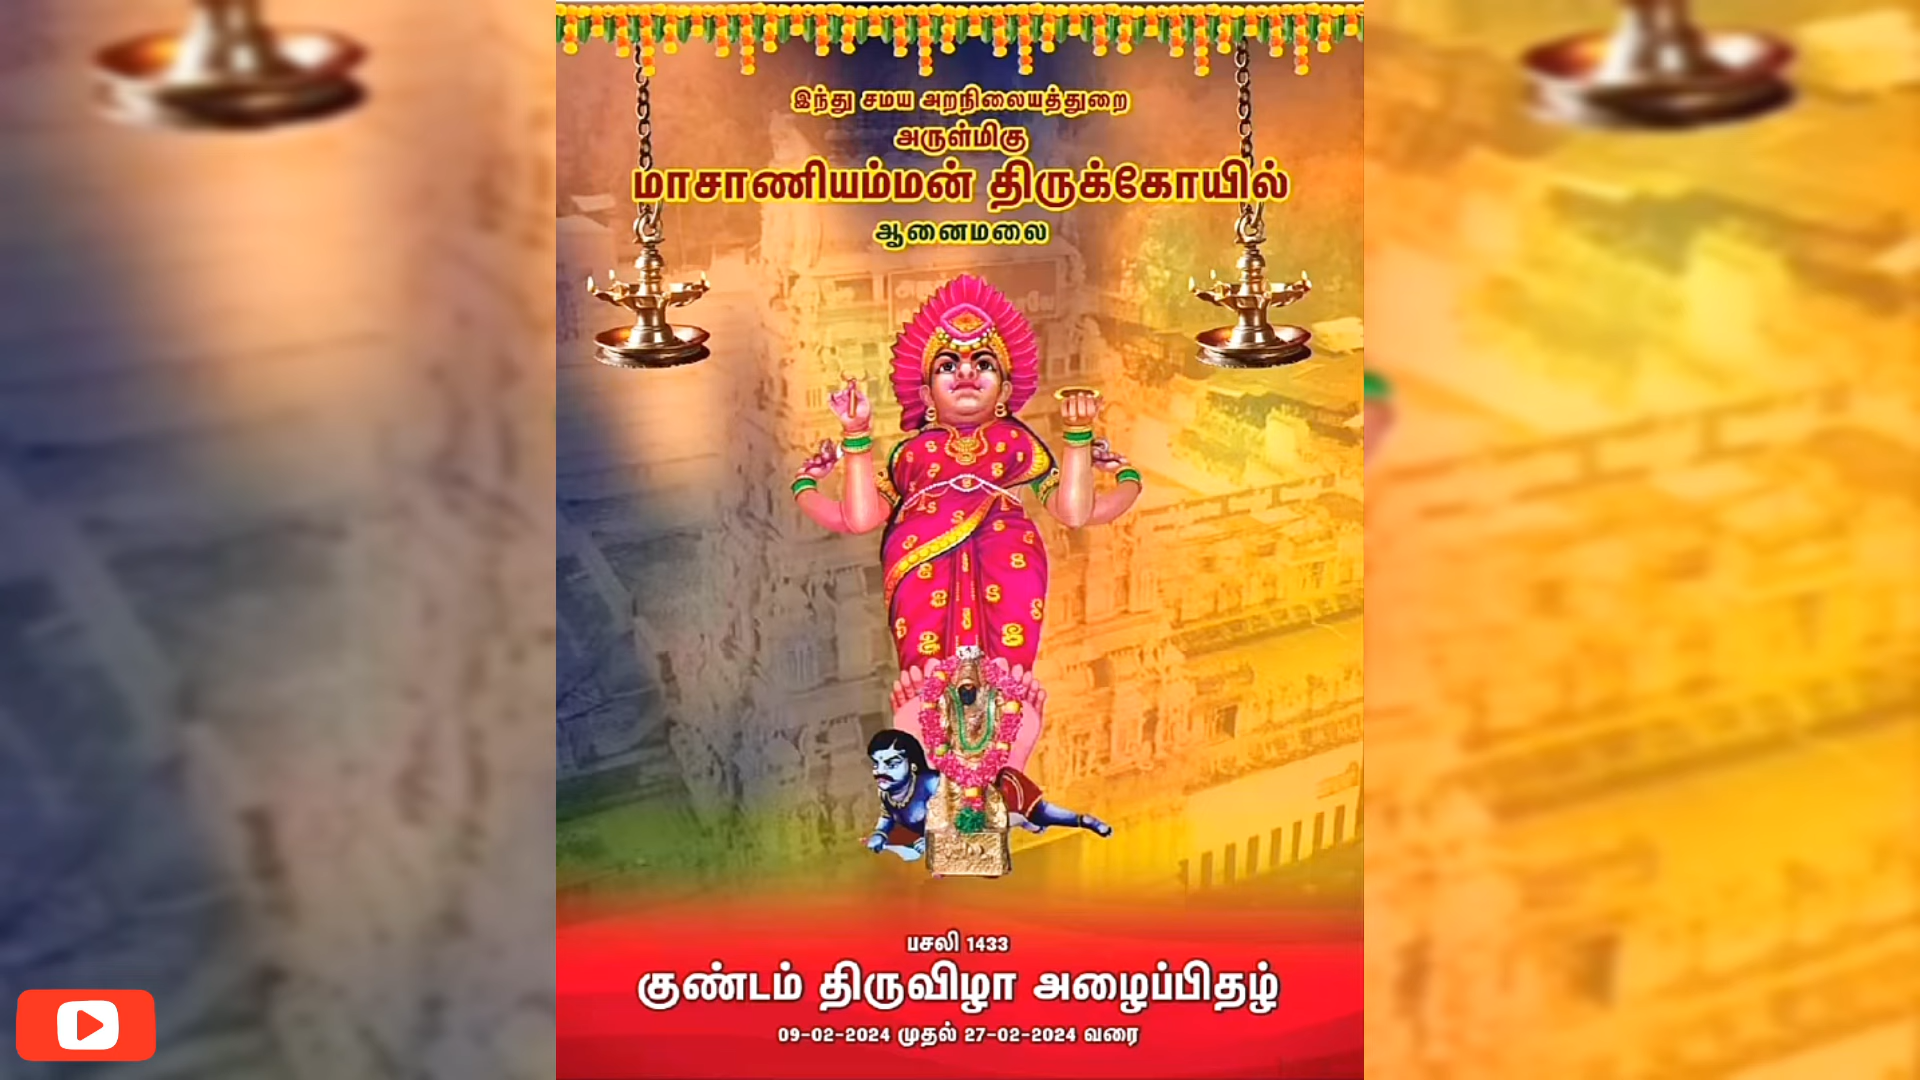 இந்து சமய அறநிலையத்துறை
அருள்மிகு
மாசாணியம்மன் திருக்கோயில்
ஆனைமலை
பசலி 1433
குண்டம் திருவிழா அழைப்பிதழ்
09-02-2024 முதல் 27-02-2024 வரை